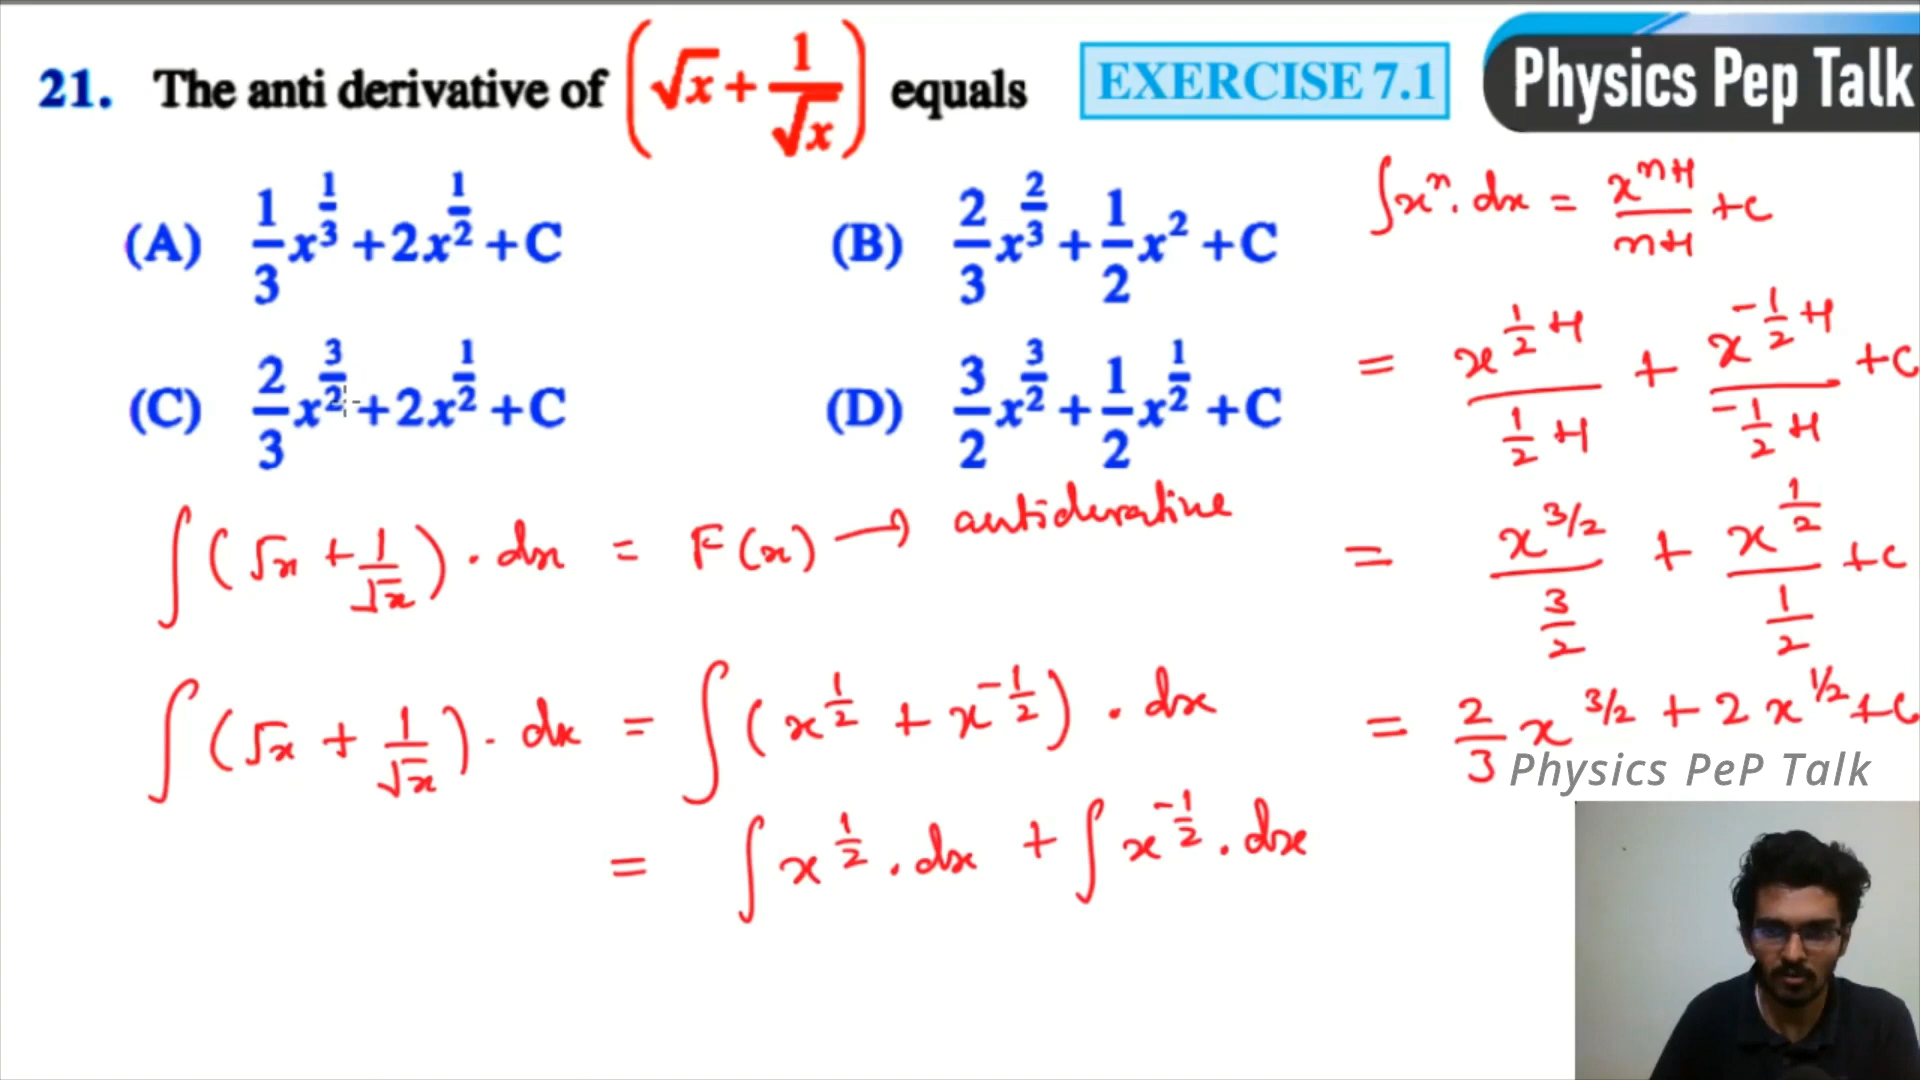 21. The anti derivative of (√x + 1/√x) equals
EXERCISE 7.1
Physics Pep Talk
(A) 1/3 x^(1/3) + 2x^(1/2) + C
(B) 2/3 x^(2/3) + 1/2 x² + C
(C) 2/3 x^(3/2) + 2x^(1/2) + C
(D) 3/2 x^(3/2) + 1/2 x^(1/2) + C
∫(√x + 1/√x) . dx = F(x) → antiderative
∫(√x + 1/√x) . dx = ∫(x^(1/2) + x^(-1/2)) . dx
= ∫x^(1/2) . dx + ∫x^(-1/2) . dx
∫x^n . dx = x^(n+1)/(n+1) + c
= x^(1/2+1)/(1/2+1) + x^(-1/2+1)/(-1/2+1) + C
= x^(3/2)/(3/2) + x^(1/2)/(1/2) + C
= 2/3 x^(3/2) + 2x^(1/2) + C
Physics PeP Talk